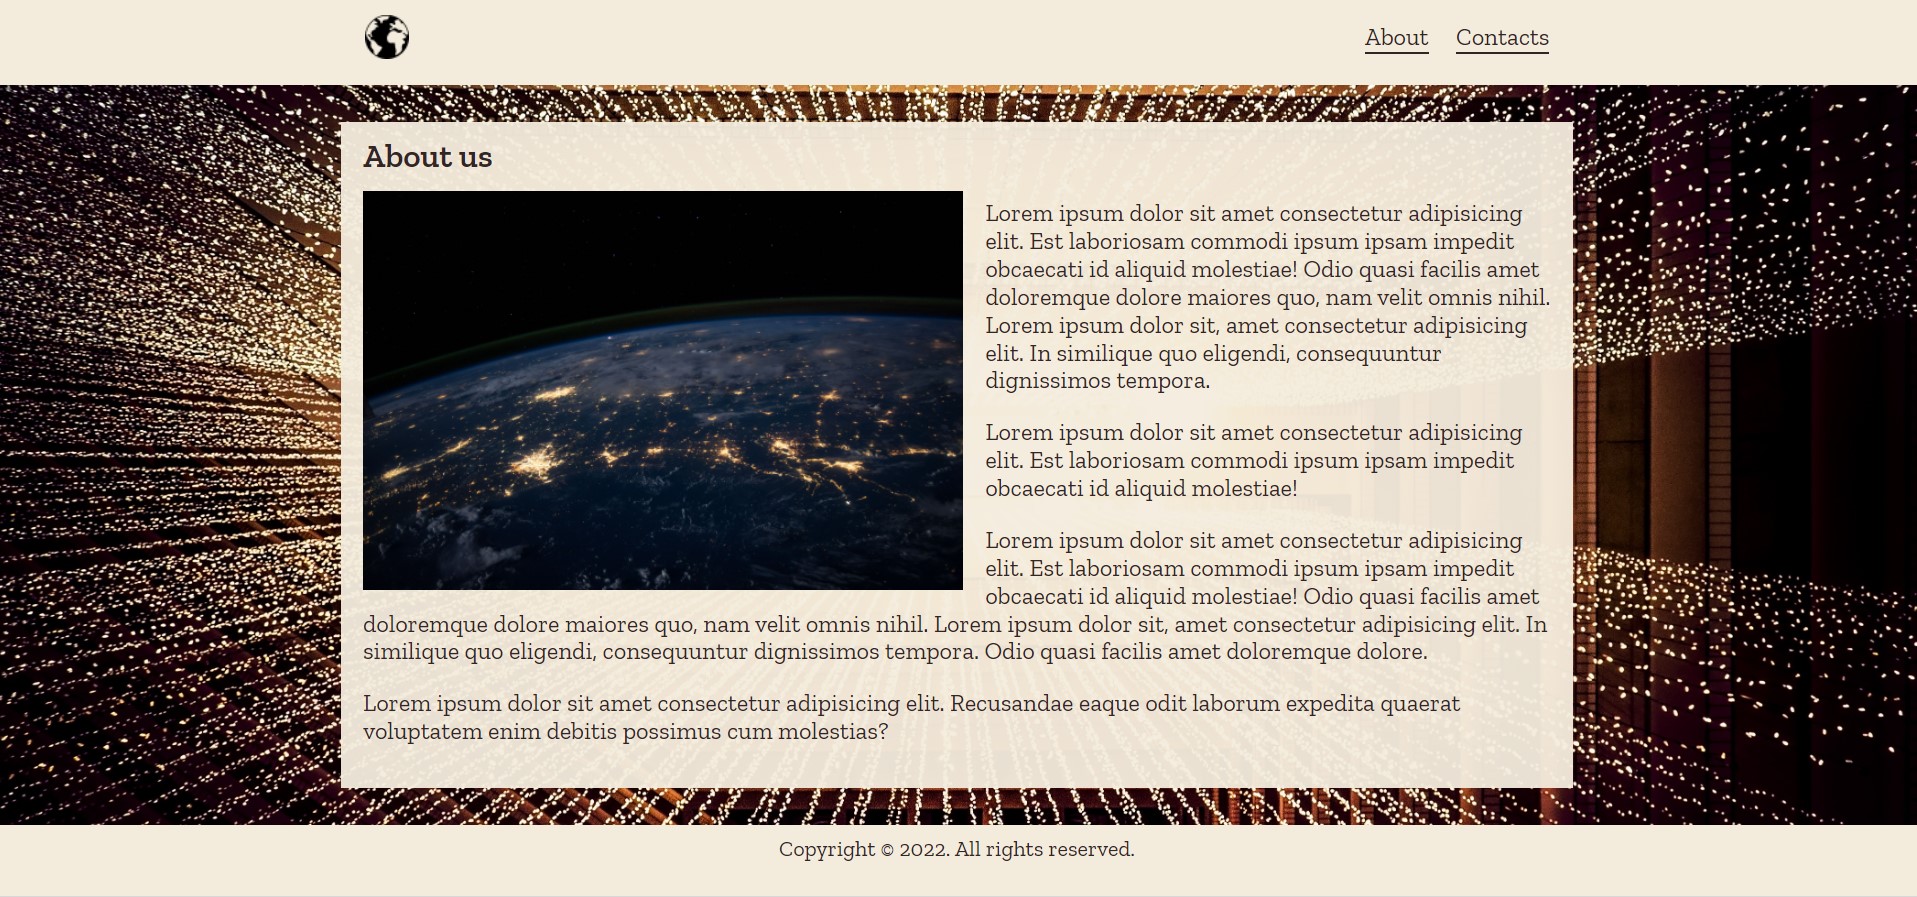 About Contacts
About us
Lorem ipsum dolor sit amet consectetur adipisicing
elit. Est laboriosam commodi ipsum ipsam impedit
obcaecati id aliquid molestiae! Odio quasi facilis amet
doloremque dolore maiores quo, nam velit omnis nihil.
Lorem ipsum dolor sit, amet consectetur adipisicing
elit. In similique quo eligendi, consequuntur
dignissimos tempora.
Lorem ipsum dolor sit amet consectetur adipisicing
elit. Est laboriosam commodi ipsum ipsam impedit
obcaecati id aliquid molestiae!
Lorem ipsum dolor sit amet consectetur adipisicing
elit. Est laboriosam commodi ipsum ipsam impedit
obcaecati id aliquid molestiae! Odio quasi facilis amet
doloremque dolore maiores quo, nam velit omnis nihil. Lorem ipsum dolor sit, amet consectetur adipisicing elit. In
similique quo eligendi, consequuntur dignissimos tempora. Odio quasi facilis amet doloremque dolore.
Lorem ipsum dolor sit amet consectetur adipisicing elit. Recusandae eaque odit laborum expedita quaerat
voluptatem enim debitis possimus cum molestias?
Copyright © 2022. All rights reserved.